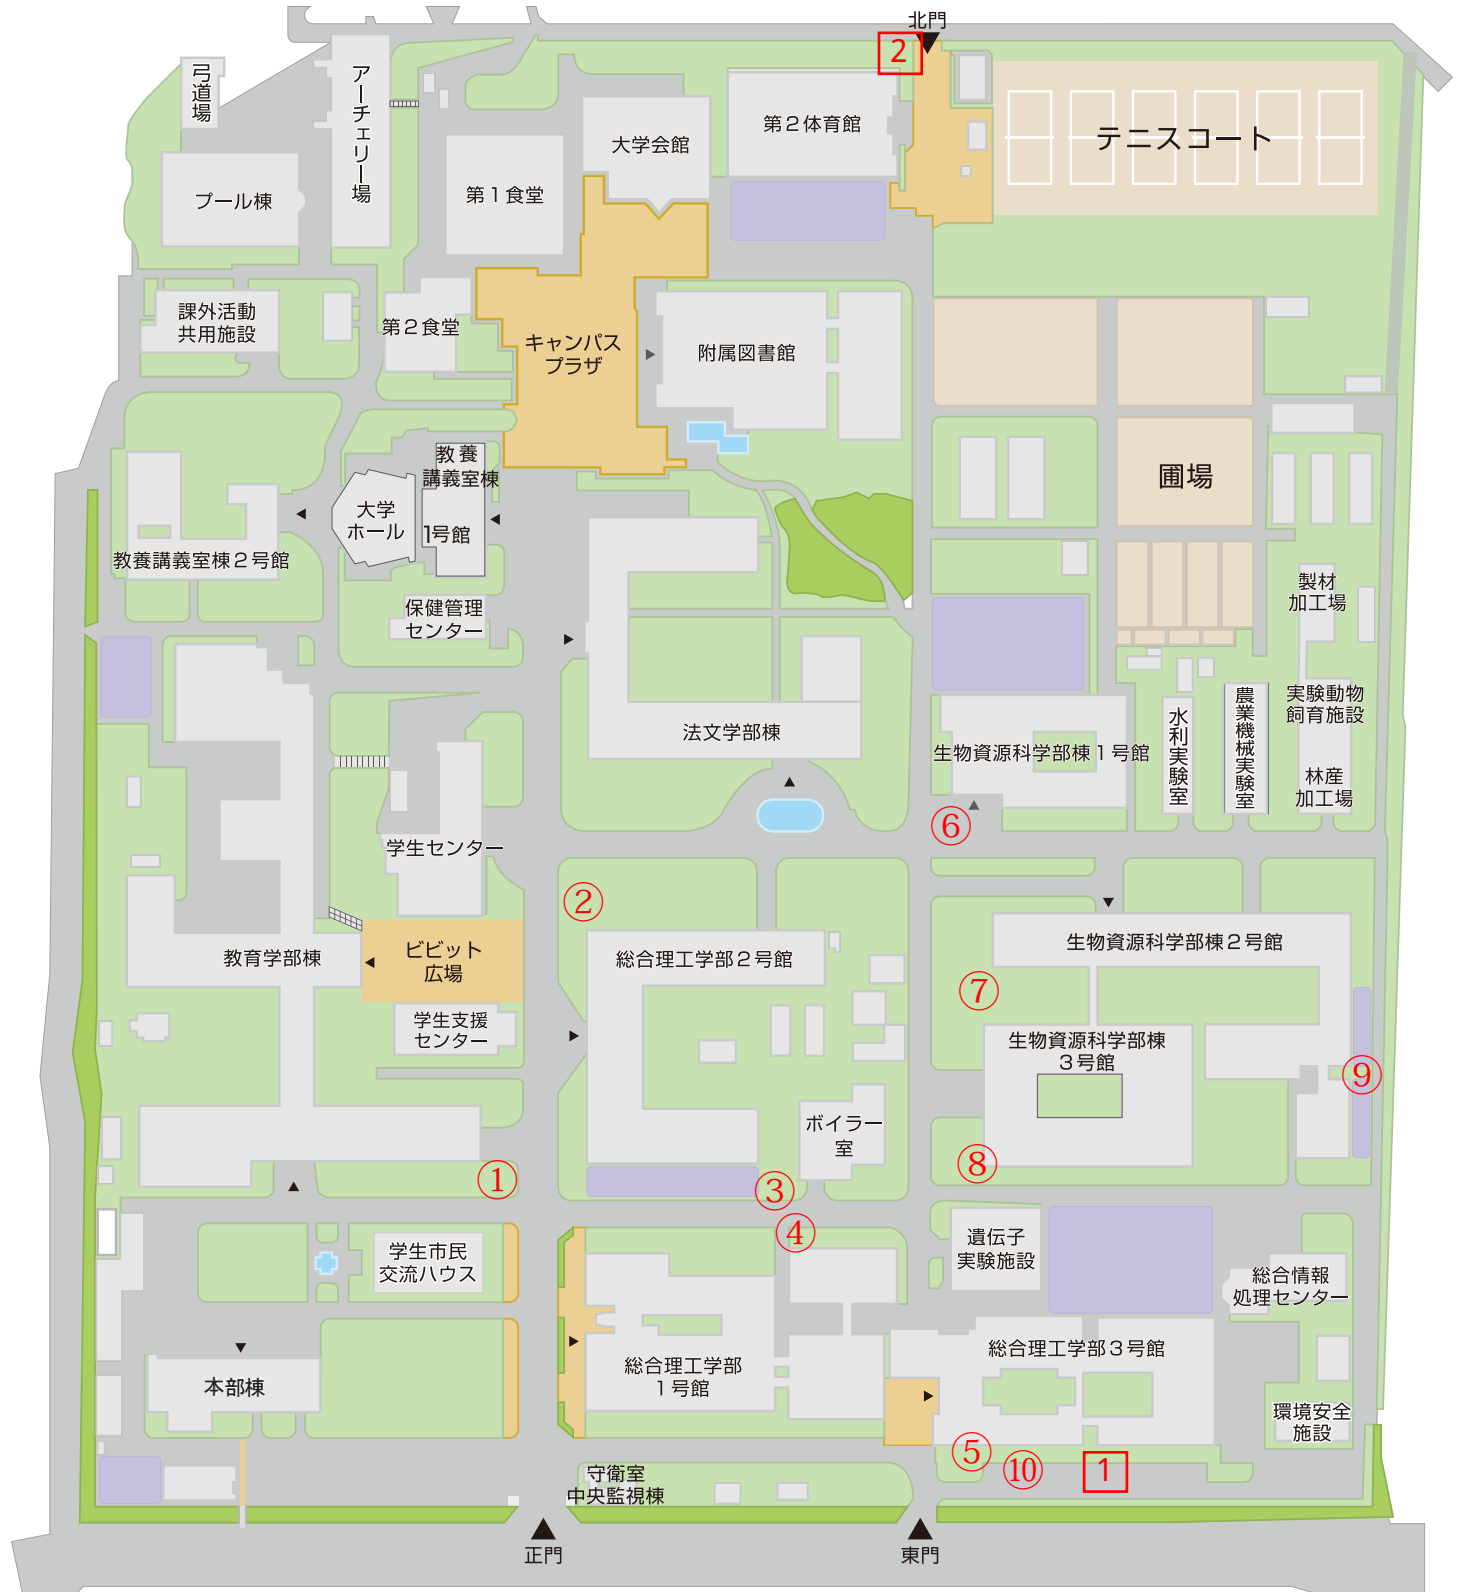 北門
2
弓道場
アーチェリー場
第２体育館
テニスコート
大学会館
第１食堂
プール棟
課外活動
共用施設
第２食堂
キャンパス
プラザ
附属図書館
教養
講義室棟
1号館
大学
ホール
圃場
教養講義室棟２号館
保健管理
センター
製材
加工場
実験動物
飼育施設
法文学部棟
生物資源科学部棟１号館
水利実験室
農業機械実験室
林産
加工場
⑥
学生センター
②
教育学部棟
ビビット
広場
総合理工学部２号館
生物資源科学部棟２号館
⑦
学生支援
センター
生物資源科学部棟
３号館
⑨
ボイラー
室
①
③
⑧
④
学生市民
交流ハウス
遺伝子
実験施設
総合情報
処理センター
総合理工学部３号館
総合理工学部
１号館
本部棟
環境安全
施設
⑤
⑩
1
守衛室
中央監視棟
正門
東門